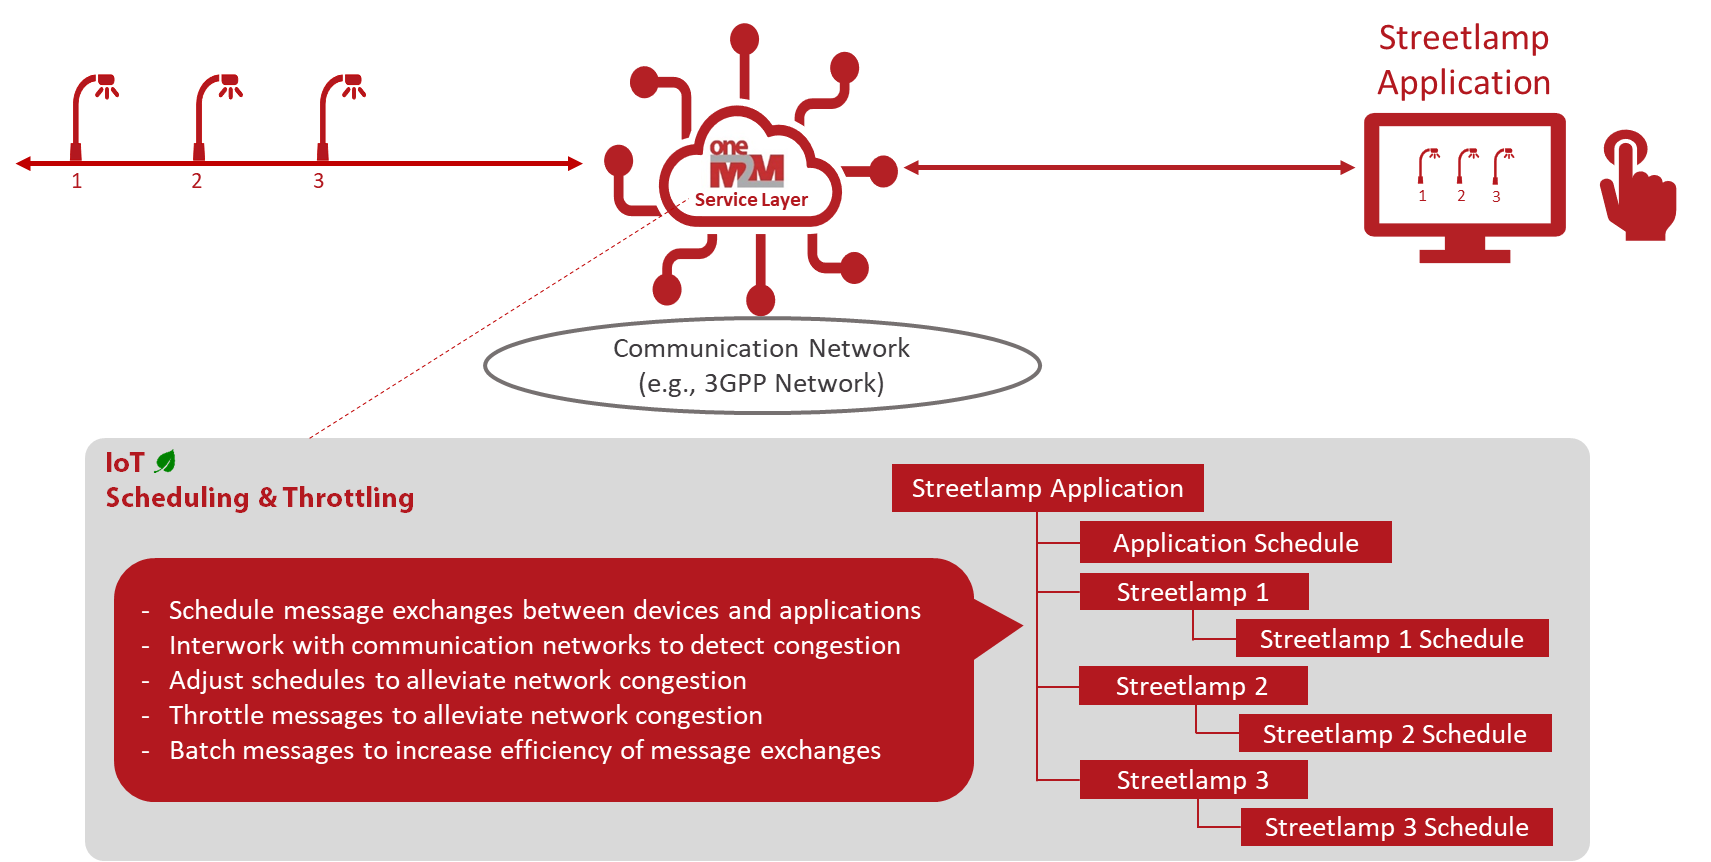 Streetlamp
Application
1
2
3
one
M2M
Service Layer
1
2
3
Communication Network
(e.g., 3GPP Network)
IoT
Scheduling & Throttling
- Schedule message exchanges between devices and applications
- Interwork with communication networks to detect congestion
- Adjust schedules to alleviate network congestion
- Throttle messages to alleviate network congestion
- Batch messages to increase efficiency of message exchanges
Streetlamp Application
Application Schedule
Streetlamp 1
Streetlamp 1 Schedule
Streetlamp 2
Streetlamp 2 Schedule
Streetlamp 3
Streetlamp 3 Schedule